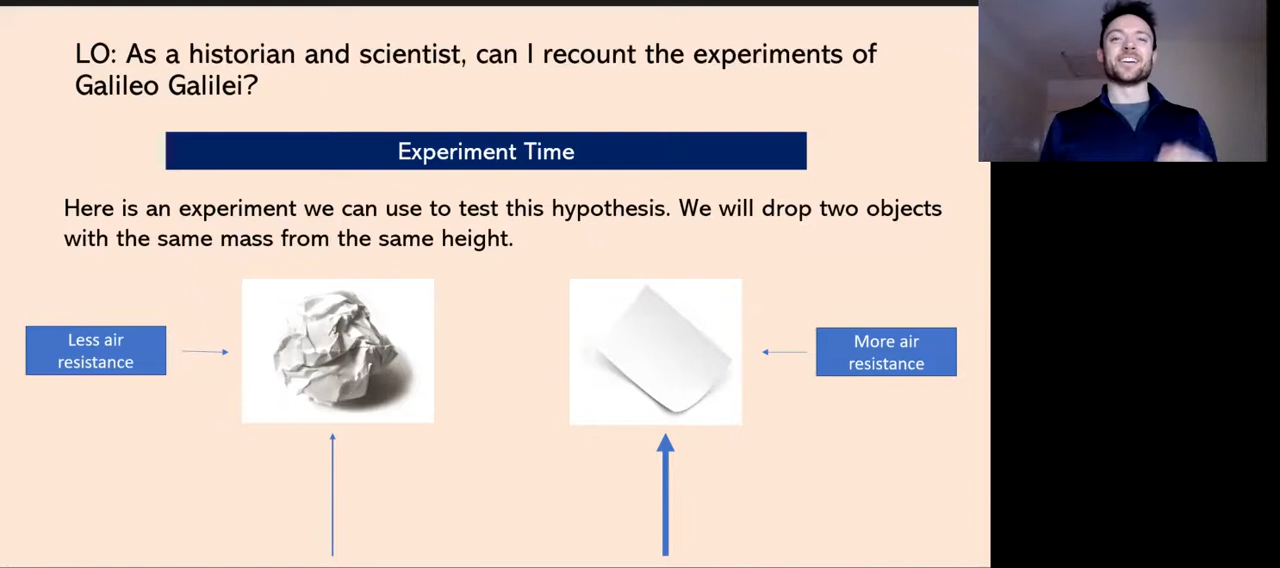 LO: As a historian and scientist, can I recount the experiments of
Galileo Galilei?
Experiment Time
Here is an experiment we can use to test this hypothesis. We will drop two objects
with the same mass from the same height.
Less air
resistance
More air
resistance